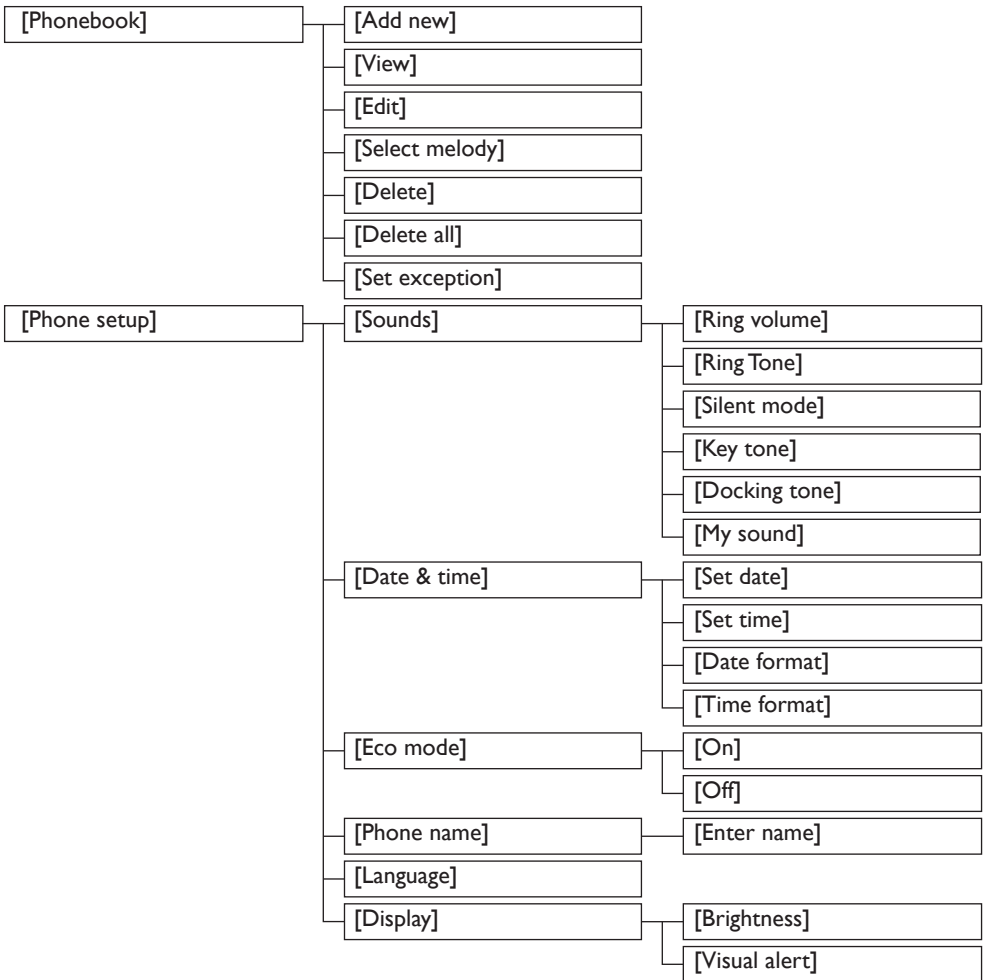 [Phonebook] [Add new]
[View]
[Edit]
[Select melody]
[Delete]
[Delete all]
[Set exception]
[Phone setup] [Sounds] [Ring volume]
[Ring Tone]
[Silent mode]
[Key tone]
[Docking tone]
[My sound]
[Date & time] [Set date]
[Set time]
[Date format]
[Time format]
[Eco mode] [On]
[Off]
[Phone name] [Enter name]
[Language]
[Display] [Brightness]
[Visual alert]